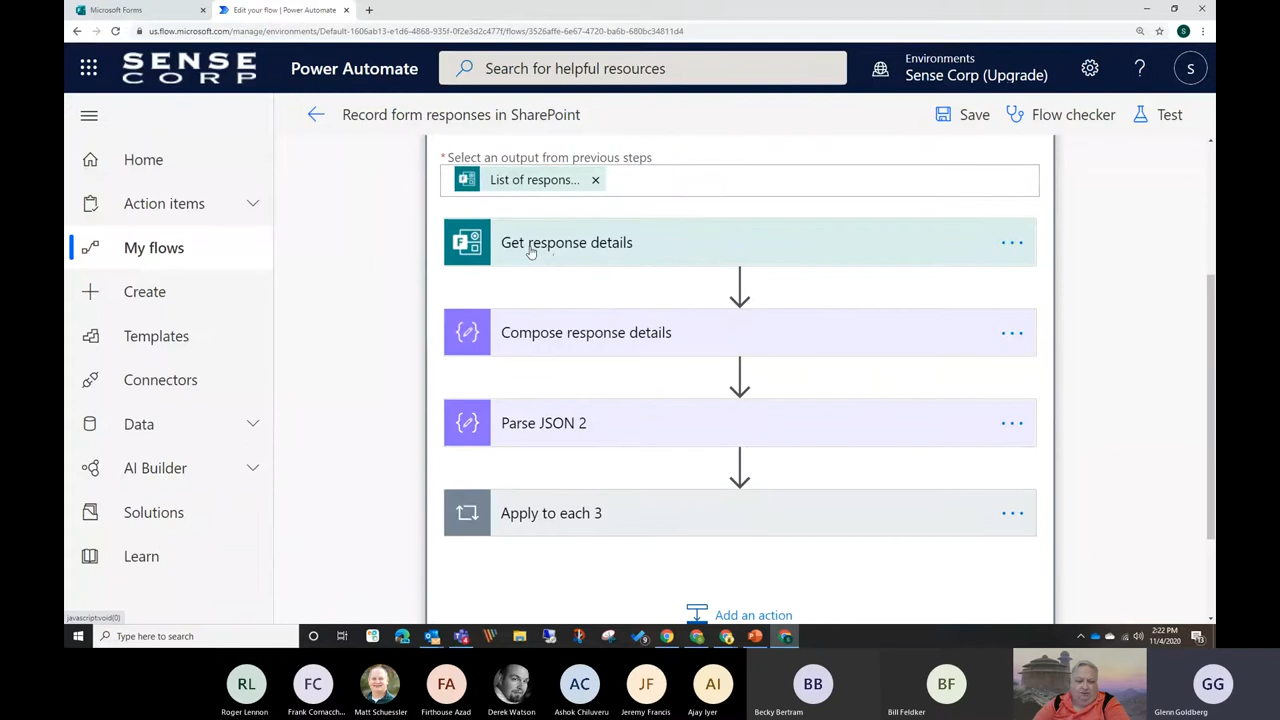 Microsoft Forms
Edit your flow | Power Automate
us.flow.microsoft.com/manage/environments/Default-1606ab13-e1d6-4868-935f-0f2e3d2c477f/flows/3526affe-6e67-4720-ba6b-680bc34811d4
SENSE
CORP
Power Automate
Search for helpful resources
Environments
Sense Corp (Upgrade)
S
Record form responses in SharePoint
Save
Flow checker
Test
Home
Action items
My flows
Create
Templates
Connectors
Data
AI Builder
Solutions
Learn
* Select an output from previous steps
List of respons...
Get response details
Compose response details
Parse JSON 2
Apply to each 3
Add an action
javascript:void(0)
Type here to search
2:22 PM
11/4/2020
RL
FC
FA
AC
JF
AI
BB
BF
GG
Roger Lennon
Frank Cornacch...
Matt Schuessler
Firthouse Azad
Derek Watson
Ashok Chiluveru
Jeremy Francis
Ajay Iyer
Becky Bertram
Bill Feldker
Glenn Goldberg